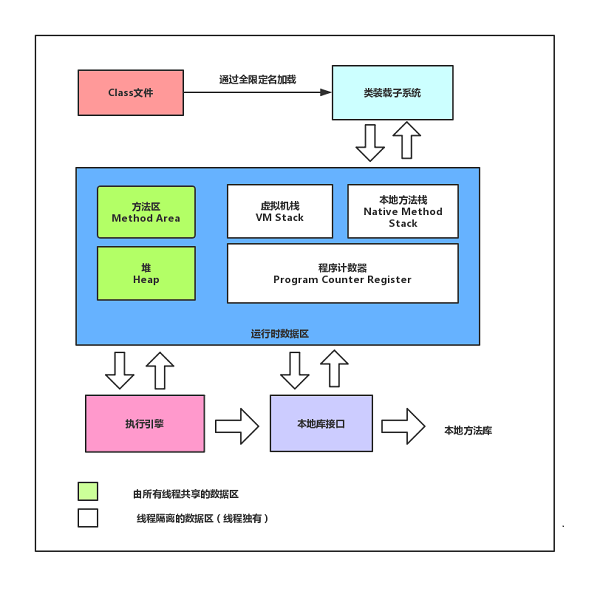 Class文件
通过全限定名加载
类装载子系统
方法区
Method Area
虚拟机栈
VM Stack
本地方法栈
Native Method
Stack
堆
Heap
程序计数器
Program Counter Register
运行时数据区
执行引擎
本地库接口
本地方法库
由所有线程共享的数据区
线程隔离的数据区（线程独有）
.